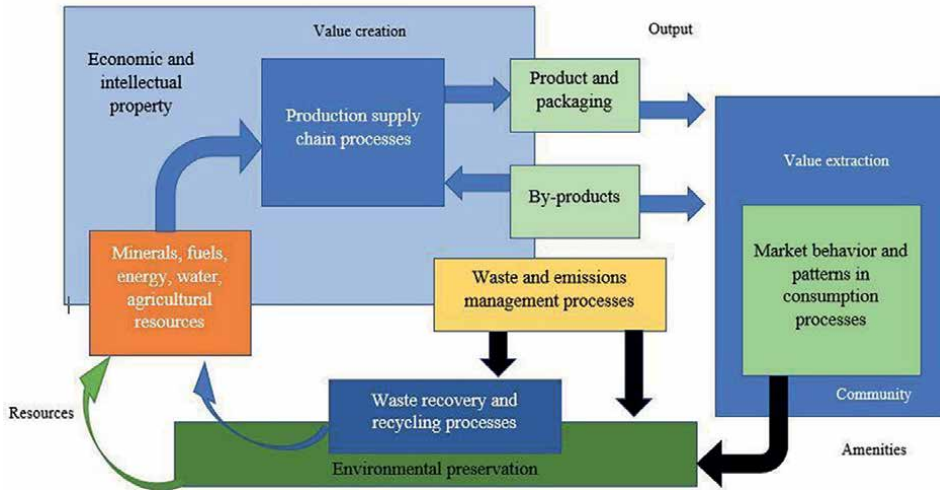 Value creation
Output
Economic and
intellectual
property
Production supply
chain processes
Product and
packaging
By-products
Value extraction
Market behavior and
patterns in
consumption
processes
Community
Minerals, fuels,
energy, water,
agricultural
resources
Waste and emissions
management processes
Waste recovery and
recycling processes
Resources
Environmental preservation
Amenities